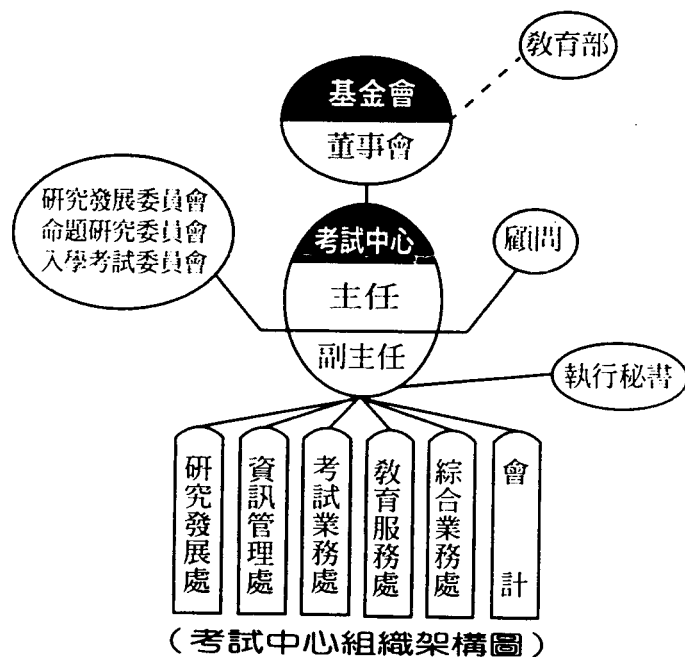 教育部
基金會
董事會
研究發展委員會
命題研究委員會
入學考試委員會
考試中心
顧問
主任
副主任
執行秘書
研究發展處
資訊管理處
考試業務處
教育服務處
綜合業務處
會計
（考試中心組織架構圖）